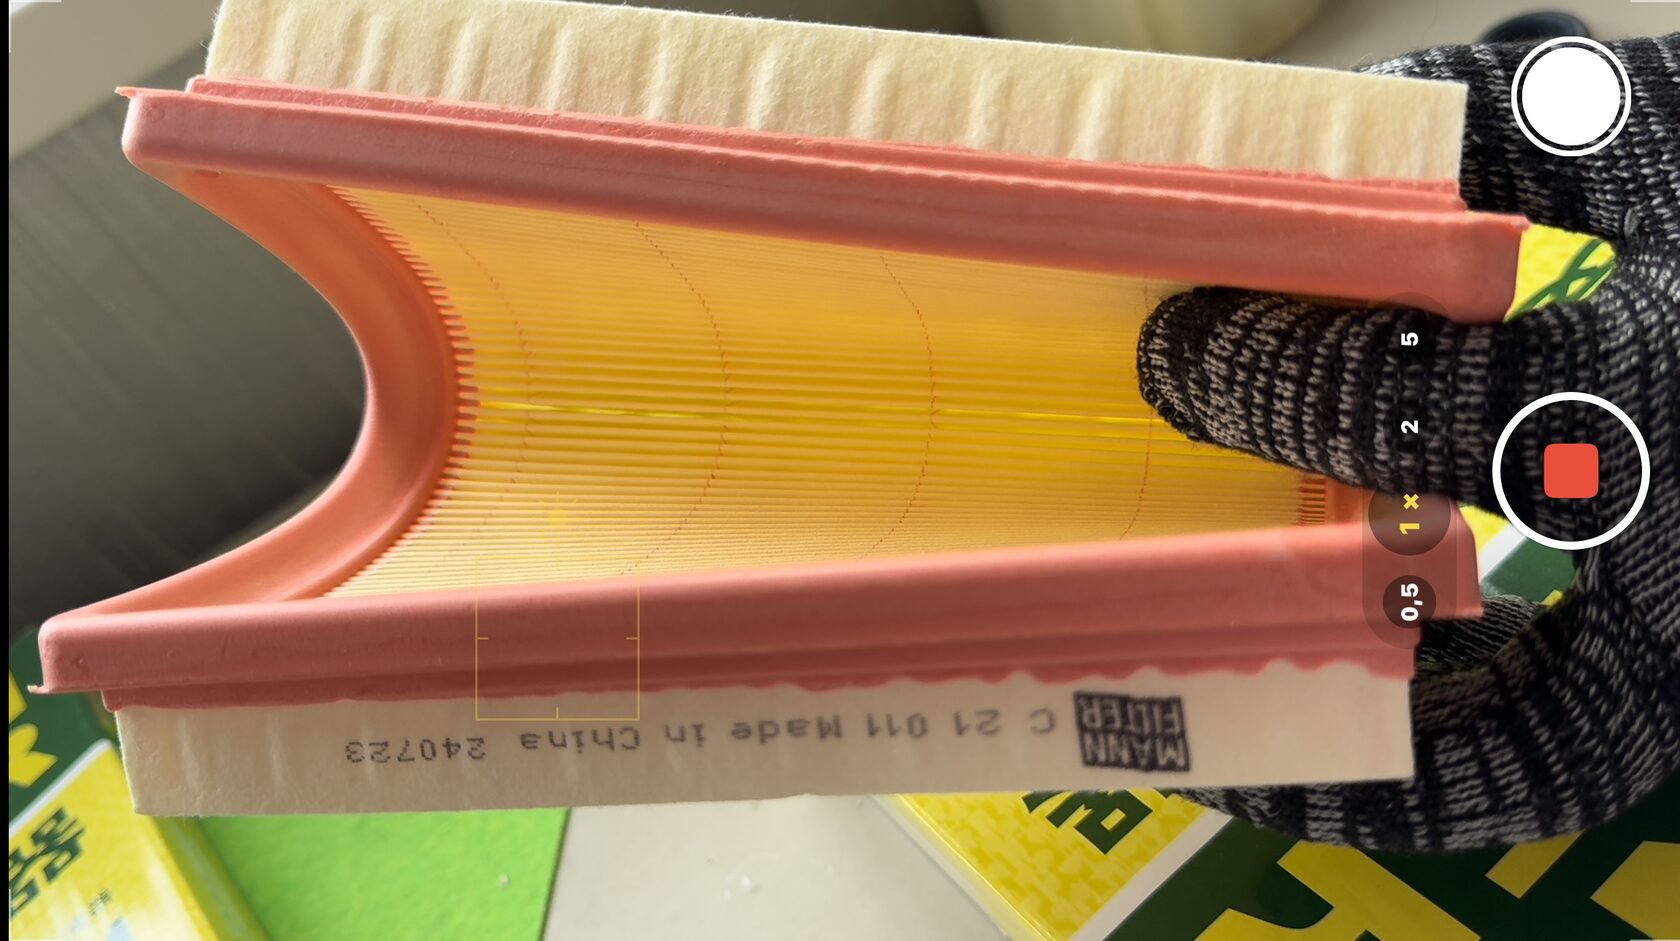 MANN
FILTER
C 21 011 Made in China 240723
5
2
1×
0,5